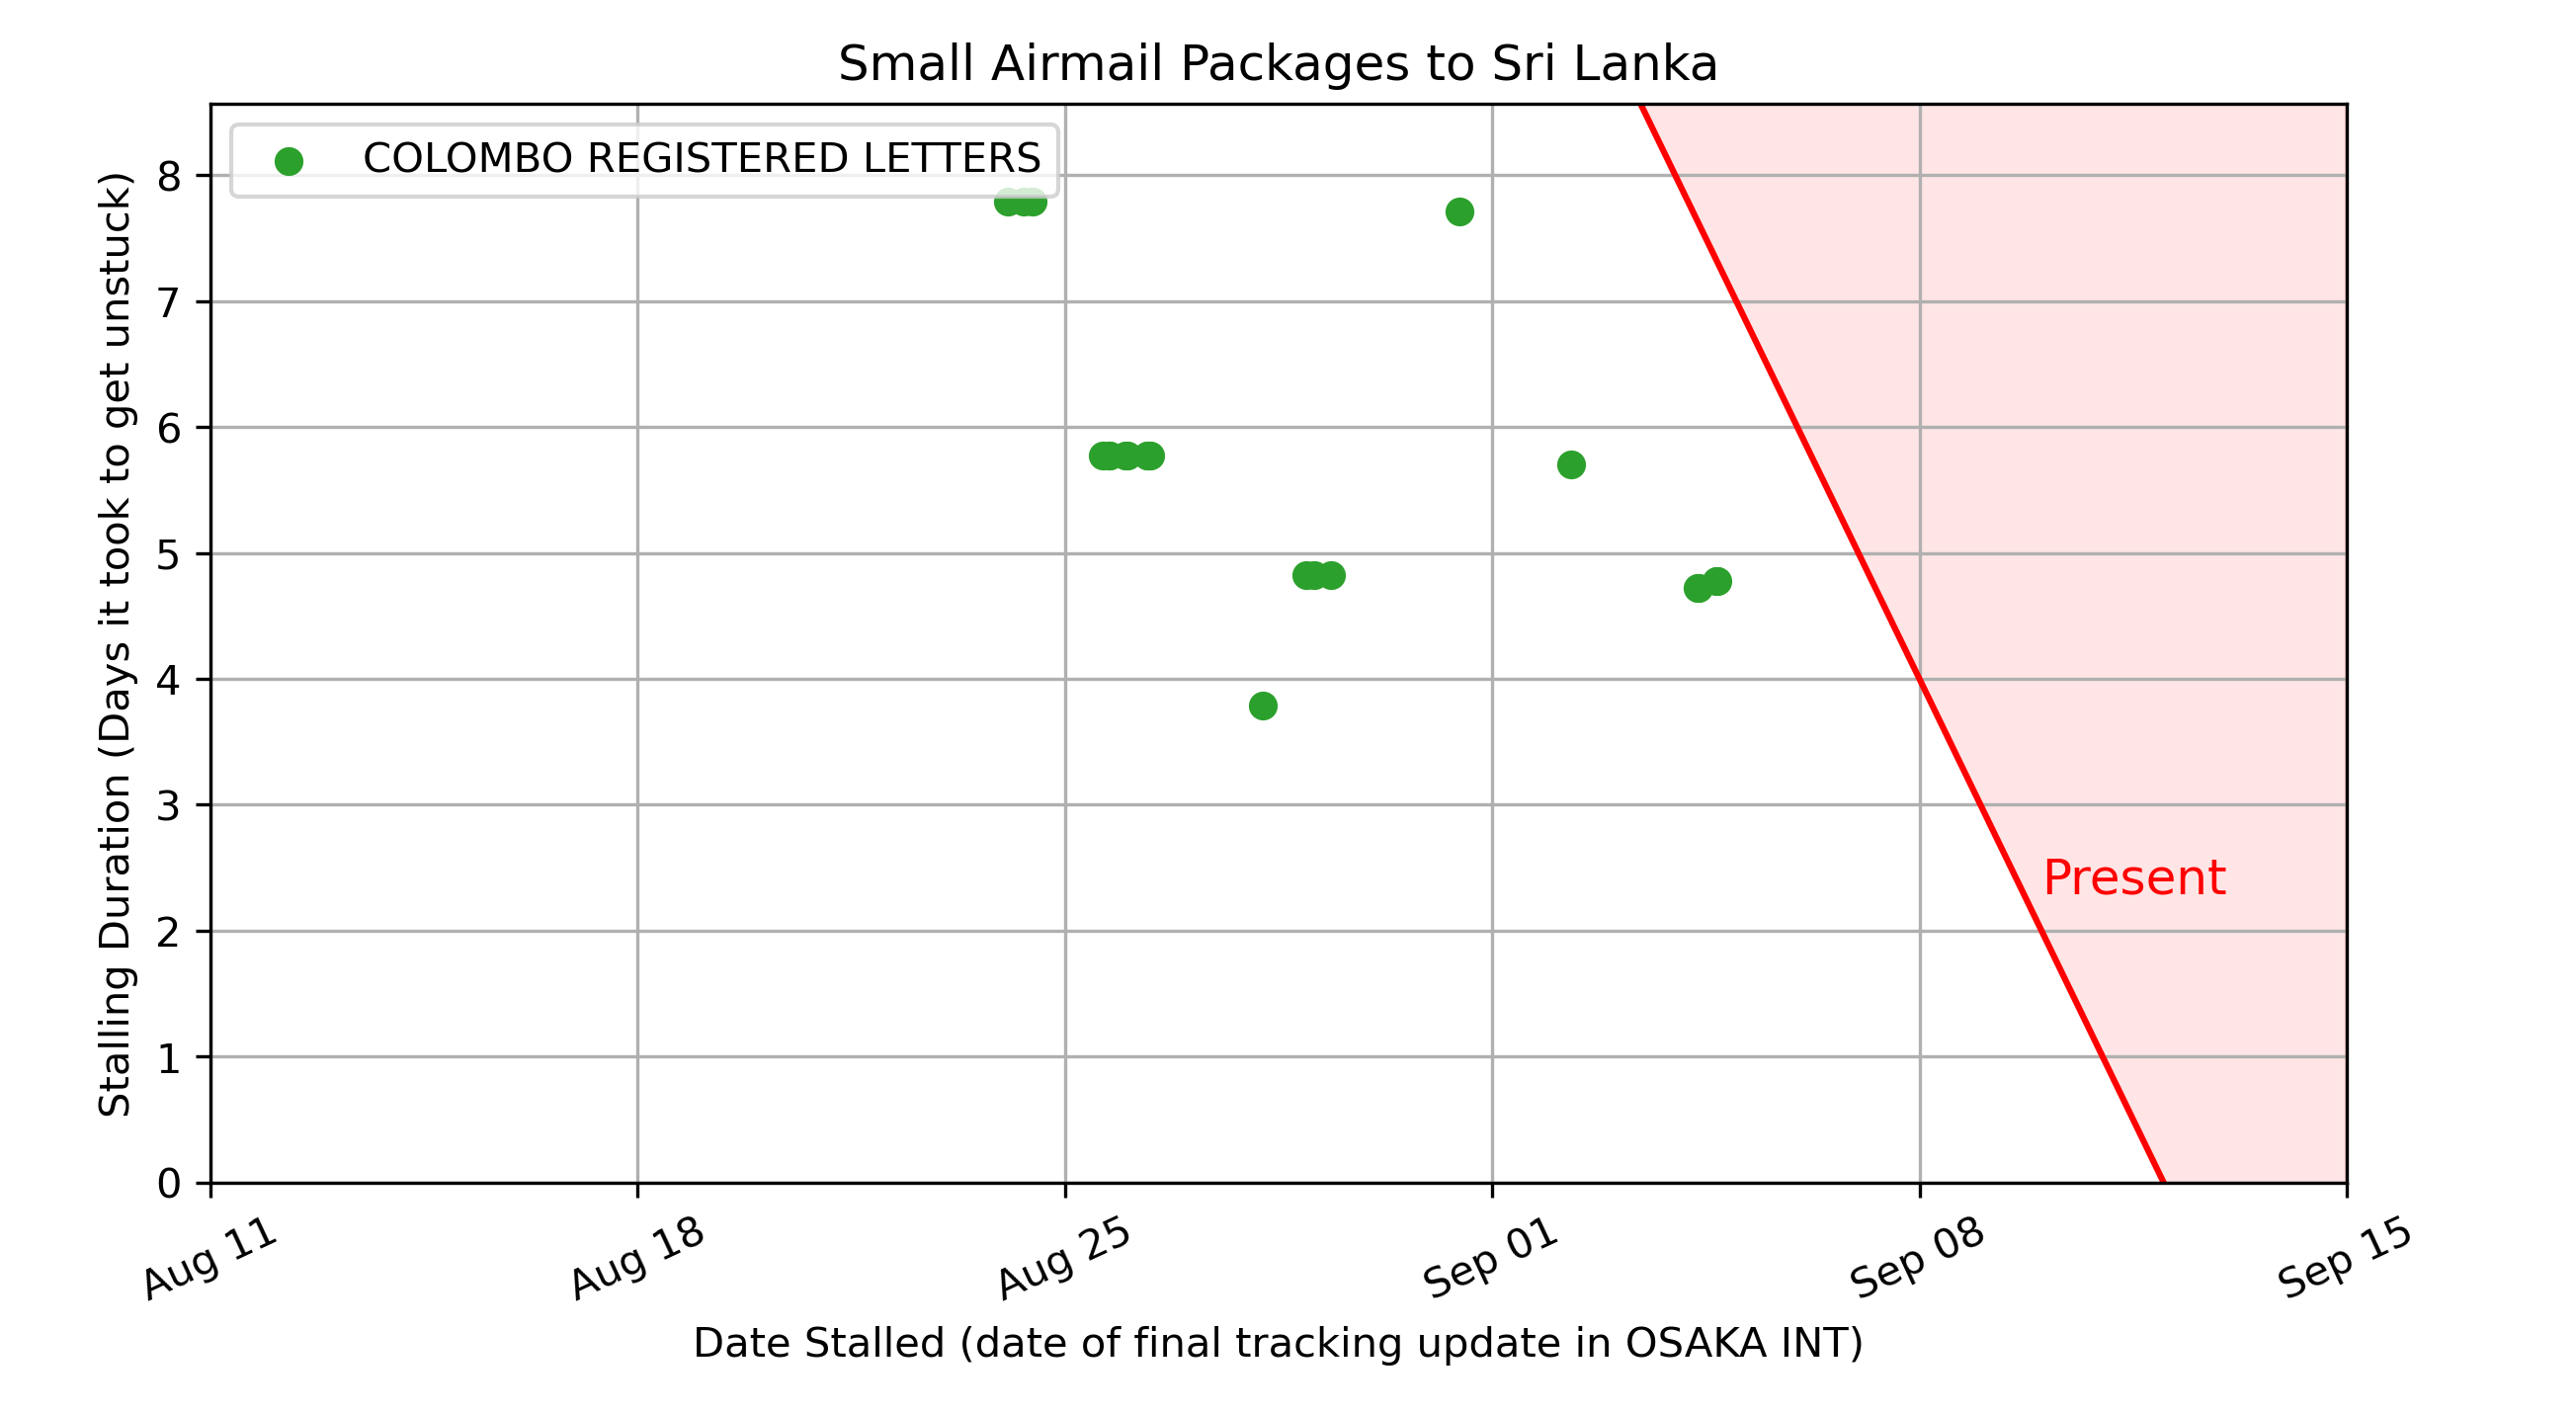 Small Airmail Packages to Sri Lanka
COLOMBO REGISTERED LETTERS
Stalling Duration (Days it took to get unstuck)
8
7
6
5
4
3
2
1
0
Present
Aug 11
Aug 18
Aug 25
Sep 01
Sep 08
Sep 15
Date Stalled (date of final tracking update in OSAKA INT)